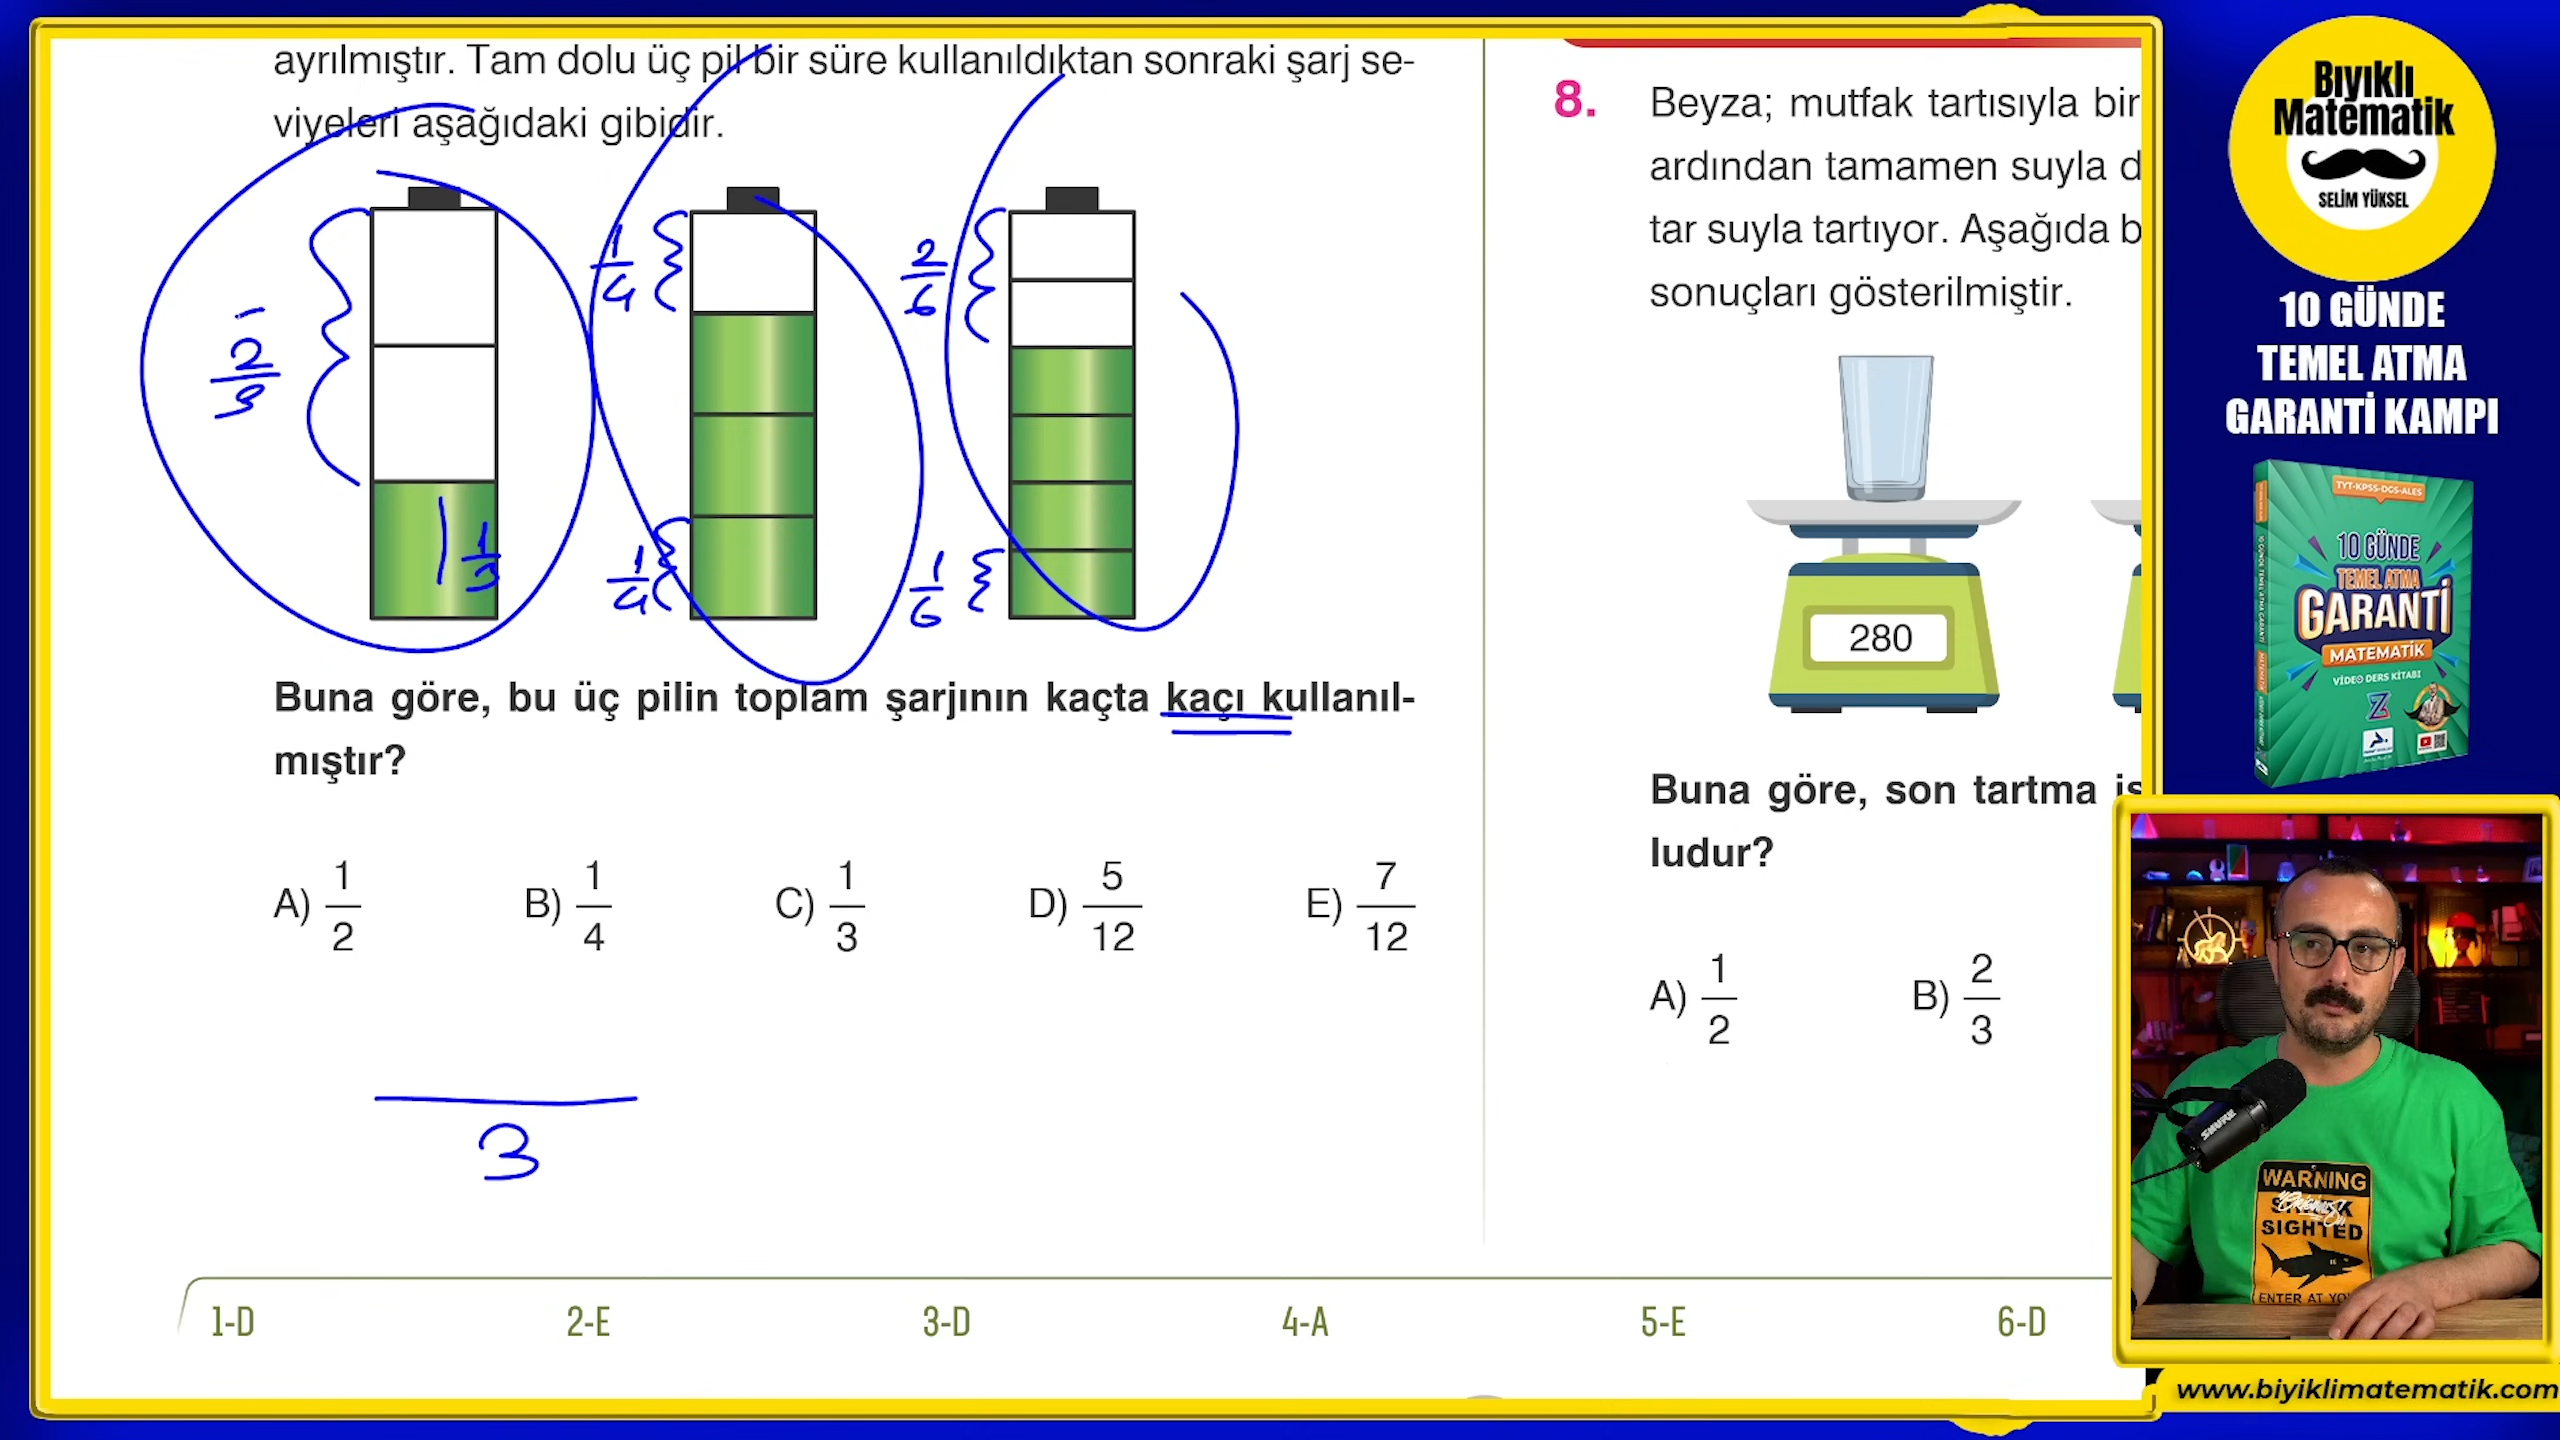 ayrılmıştır. Tam dolu üç pil bir süre kullanıldıktan sonraki şarj se-
viyeleri aşağıdaki gibidir.
2/3
1/3
1/4
1/4
2/6
1/6
Buna göre, bu üç pilin toplam şarjının kaçta kaçı kullanıl-
mıştır?
A) 1/2 B) 1/4 C) 1/3 D) 5/12 E) 7/12
3
8. Beyza; mutfak tartısıyla bir
ardından tamamen suyla d
tar suyla tartıyor. Aşağıda b
sonuçları gösterilmiştir.
280
Buna göre, son tartma iş
ludur?
A) 1/2 B) 2/3
1-D 2-E 3-D 4-A 5-E 6-D
Bıyıklı
Matematik
SELİM YÜKSEL
10 GÜNDE
TEMEL ATMA
GARANTİ KAMPI
TYT-KPSS-DGS-ALES
10 GÜNDE
TEMEL ATMA
GARANTİ
MATEMATİK
VİDEO DERS KİTABI
SHURE
WARNING
SIGHTED
www.biyiklimatematik.com